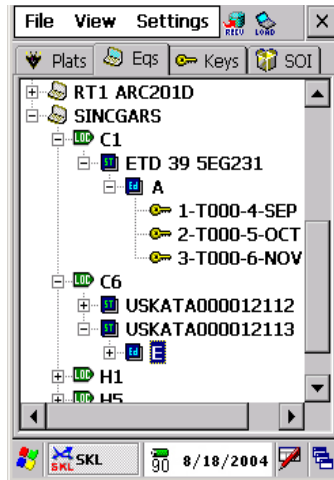 File View Settings RECV LOAD X
Plats Eqs Keys SOI
RT1 ARC201D
SINCGARS
LOC C1
ST ETD 39 5EG231
Ed A
1-T000-4-SEP
2-T000-5-OCT
3-T000-6-NOV
LOC C6
ST USKATA000012112
ST USKATA000012113
Ed E
LOC H1
LOC H5
SKL SKL 90 8/18/2004